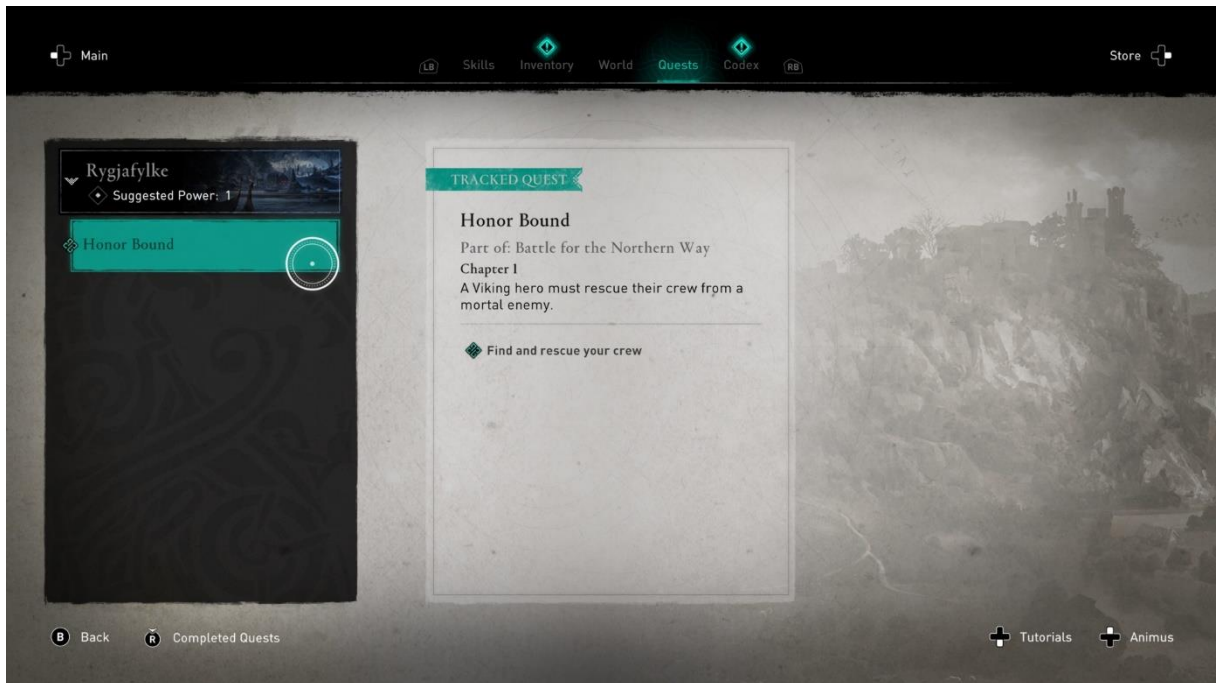 Main
LB Skills Inventory World Quests Codex RB
Store
Rygjafylke
Suggested Power: 1
Honor Bound
TRACKED QUEST
Honor Bound
Part of: Battle for the Northern Way
Chapter 1
A Viking hero must rescue their crew from a
mortal enemy.
Find and rescue your crew
B Back R Completed Quests
Tutorials Animus